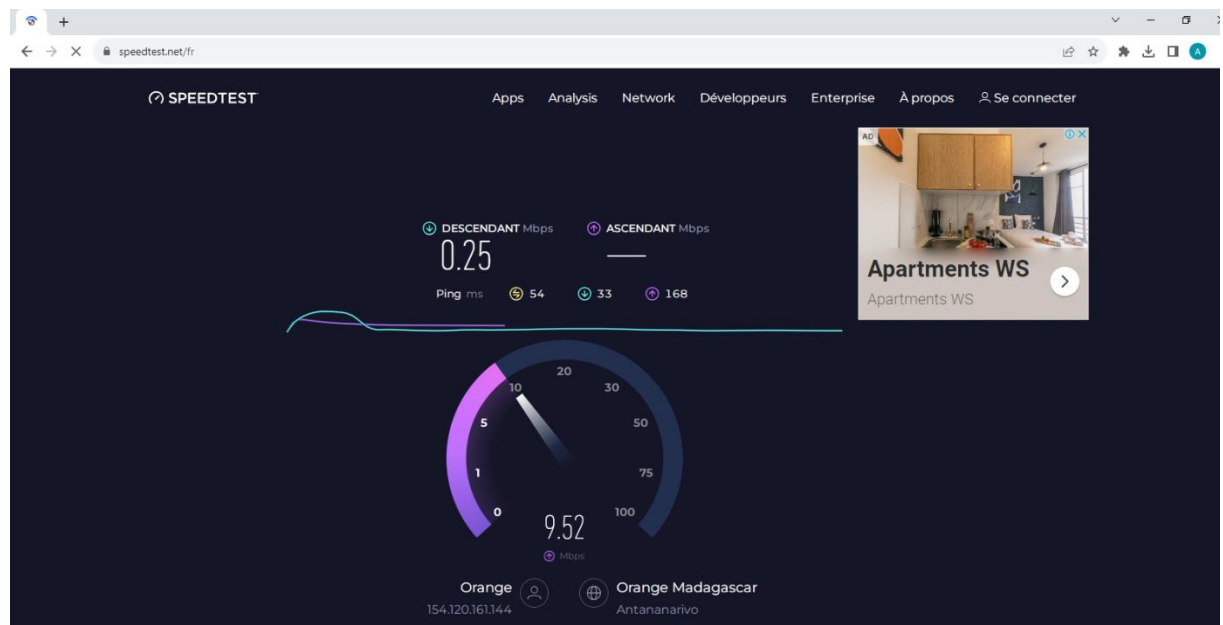 speedtest.net/fr
A
SPEEDTEST
Apps Analysis Network Développeurs Enterprise À propos Se connecter
AD
DESCENDANT Mbps ASCENDANT Mbps
0.25
Ping ms 54 33 168
Apartments WS
Apartments WS
0
1
5
10
20
30
50
75
100
9.52
Mbps
Orange
154.120.161.144
Orange Madagascar
Antananarivo